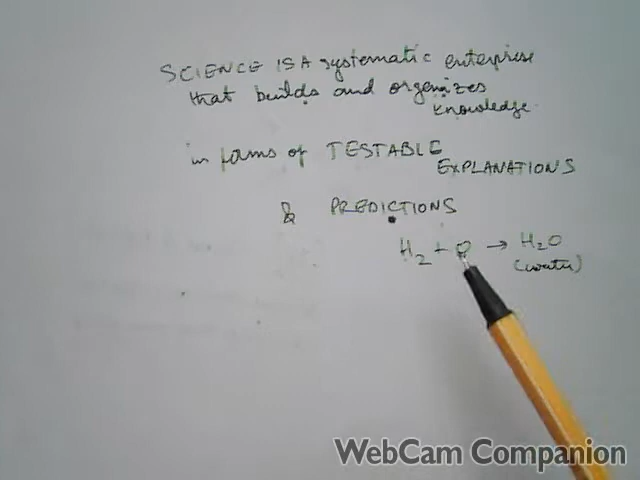 SCIENCE IS A systematic enterprise
that builds and organizes
knowledge.
in forms of TESTABLE
EXPLANATIONS
& PREDICTIONS
H₂ + O → H₂O
(water)
WebCam Companion